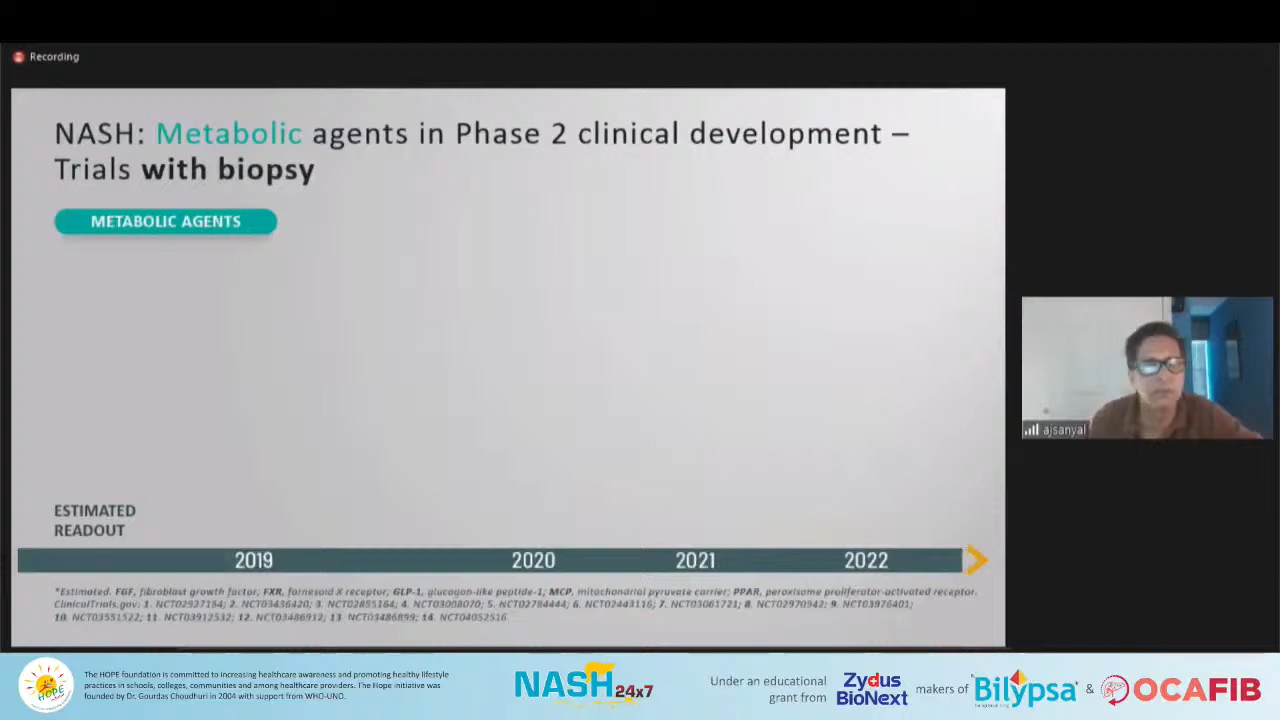 Recording
NASH: Metabolic agents in Phase 2 clinical development –
Trials with biopsy
METABOLIC AGENTS
ajsanyal
ESTIMATED
READOUT
2019 2020 2021 2022
*Estimated. FGF, fibroblast growth factor, FXR, farnesoid X receptor; GLP-1, glucagon-like peptide-1; MCP, mitochondrial pyruvate carrier; PPAR, peroxisome proliferator-activated receptor.
ClinicalTrials.gov: 1. NCT02927184; 2. NCT03436420; 3. NCT02855164; 4. NCT03008070; 5. NCT02784444; 6. NCT02443116; 7. NCT03061721; 8. NCT02970942; 9. NCT03976401;
10. NCT03551522; 11. NCT03912532; 12. NCT03486912; 13. NCT03486899; 14. NCT04052516
HOPE
The HOPE foundation is committed to increasing healthcare awareness and promoting healthy lifestyle
practices in schools, colleges, communities and among healthcare providers. The Hope initiative was
founded by Dr. Gourdas Choudhuri in 2004 with support from WHO-UNO.
NASH 24x7
Under an educational
grant from
Zydus
BioNext
makers of
Bilypsa
&
OCAFIB